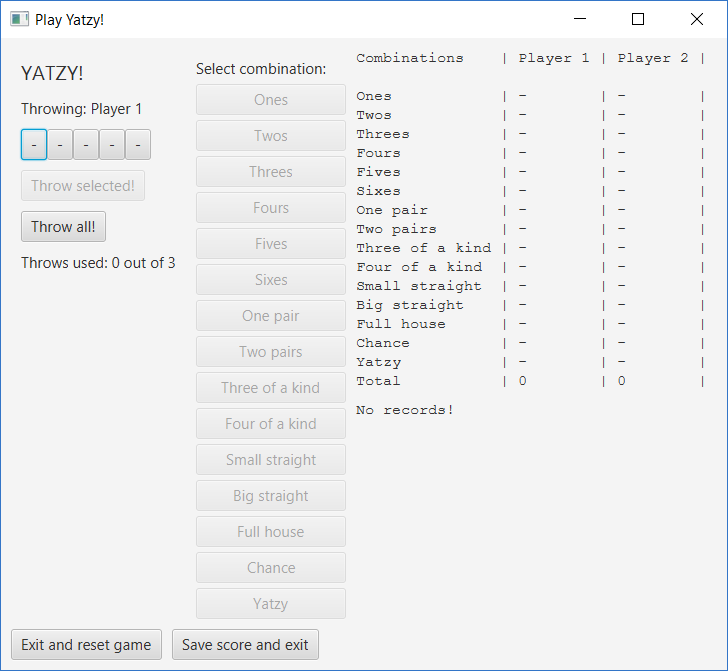 Play Yatzy!
YATZY!
Throwing: Player 1
- - - - -
Throw selected!
Throw all!
Throws used: 0 out of 3
Select combination:
Ones
Twos
Threes
Fours
Fives
Sixes
One pair
Two pairs
Three of a kind
Four of a kind
Small straight
Big straight
Full house
Chance
Yatzy
Combinations | Player 1 | Player 2 |
Ones | - | - |
Twos | - | - |
Threes | - | - |
Fours | - | - |
Fives | - | - |
Sixes | - | - |
One pair | - | - |
Two pairs | - | - |
Three of a kind | - | - |
Four of a kind | - | - |
Small straight | - | - |
Big straight | - | - |
Full house | - | - |
Chance | - | - |
Yatzy | - | - |
Total | 0 | 0 |
No records!
Exit and reset game
Save score and exit